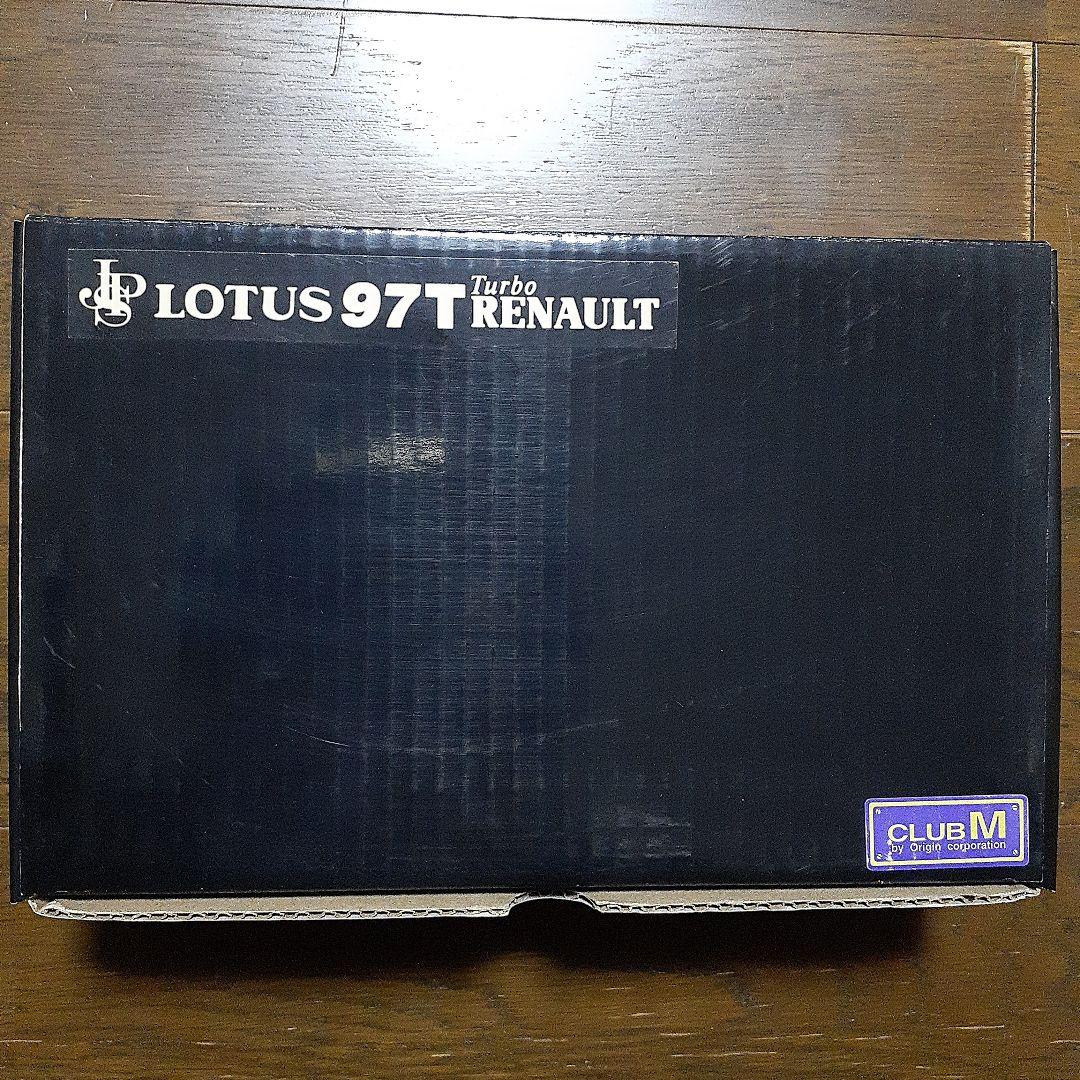 JPS LOTUS 97T Turbo RENAULT
CLUB M
by Origin corporation